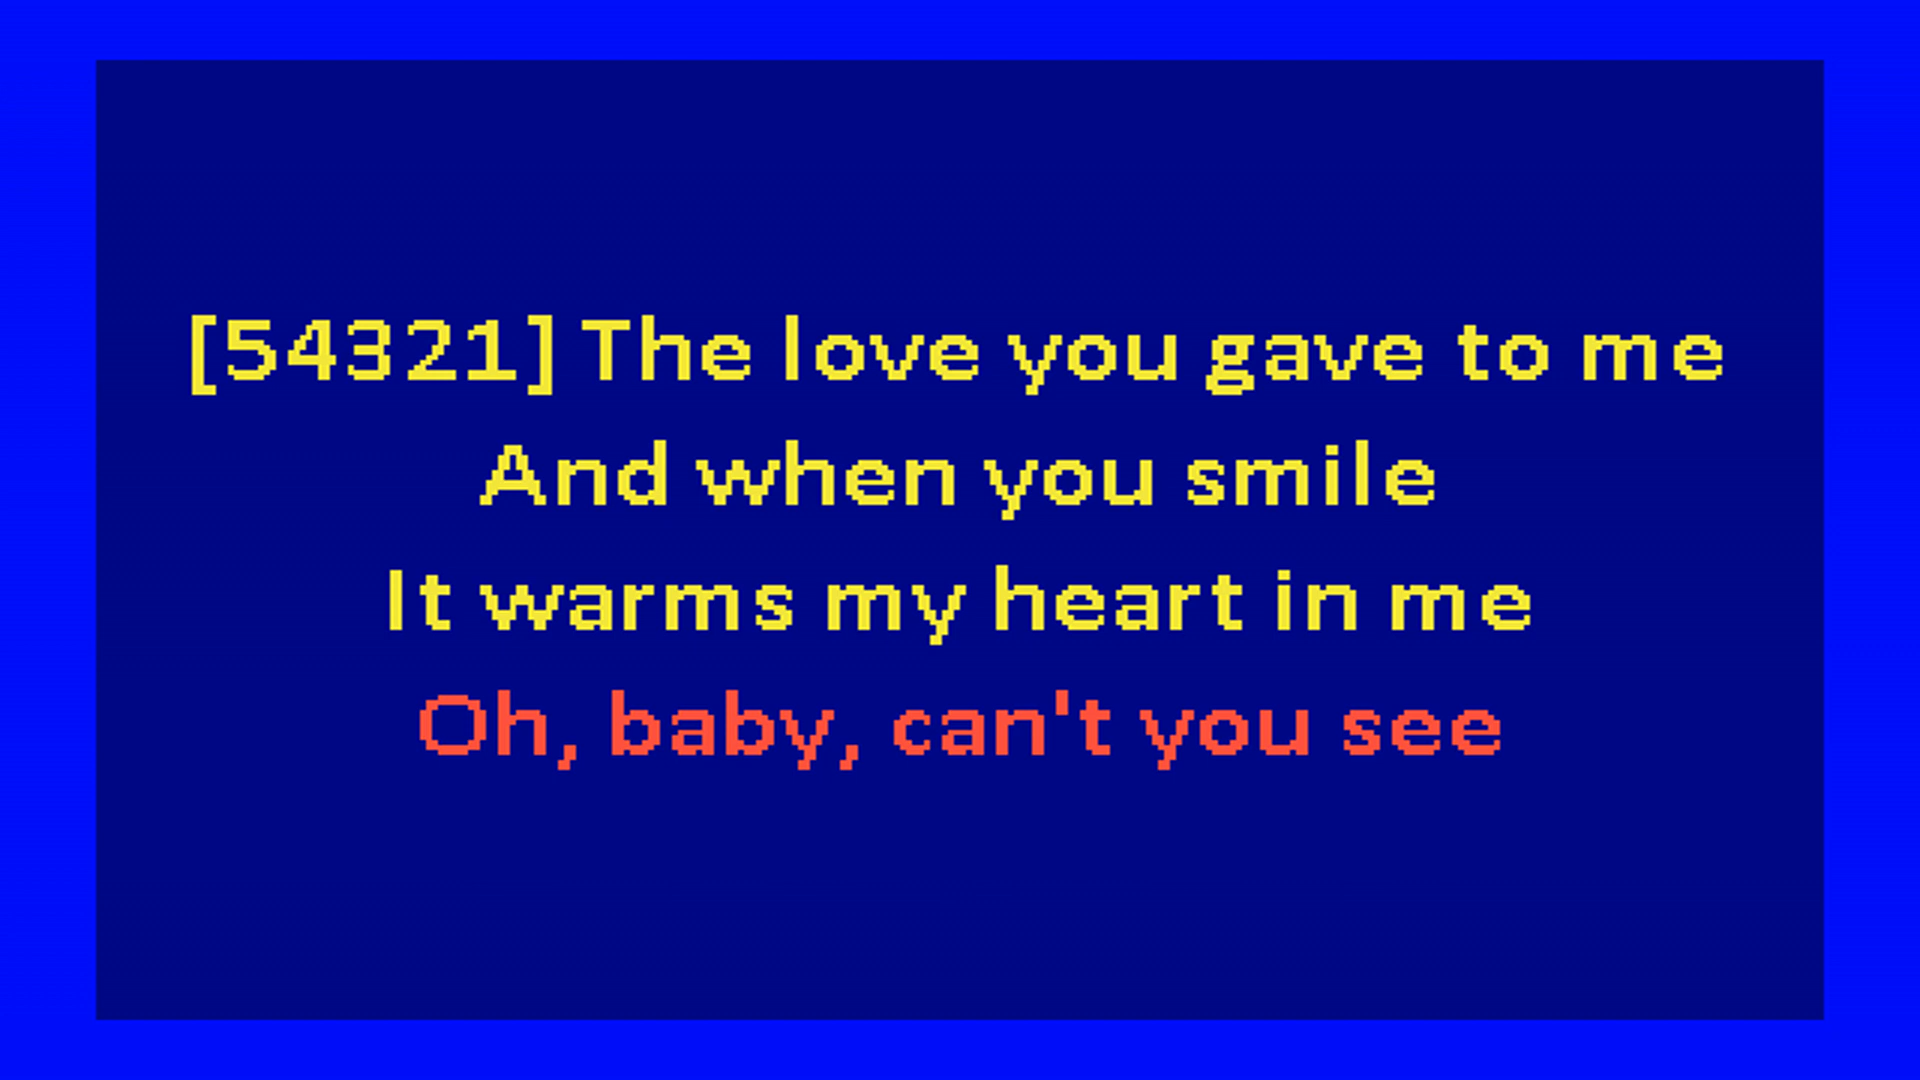 [54321] The love you gave to me
And when you smile
It warms my heart in me
Oh, baby, can't you see